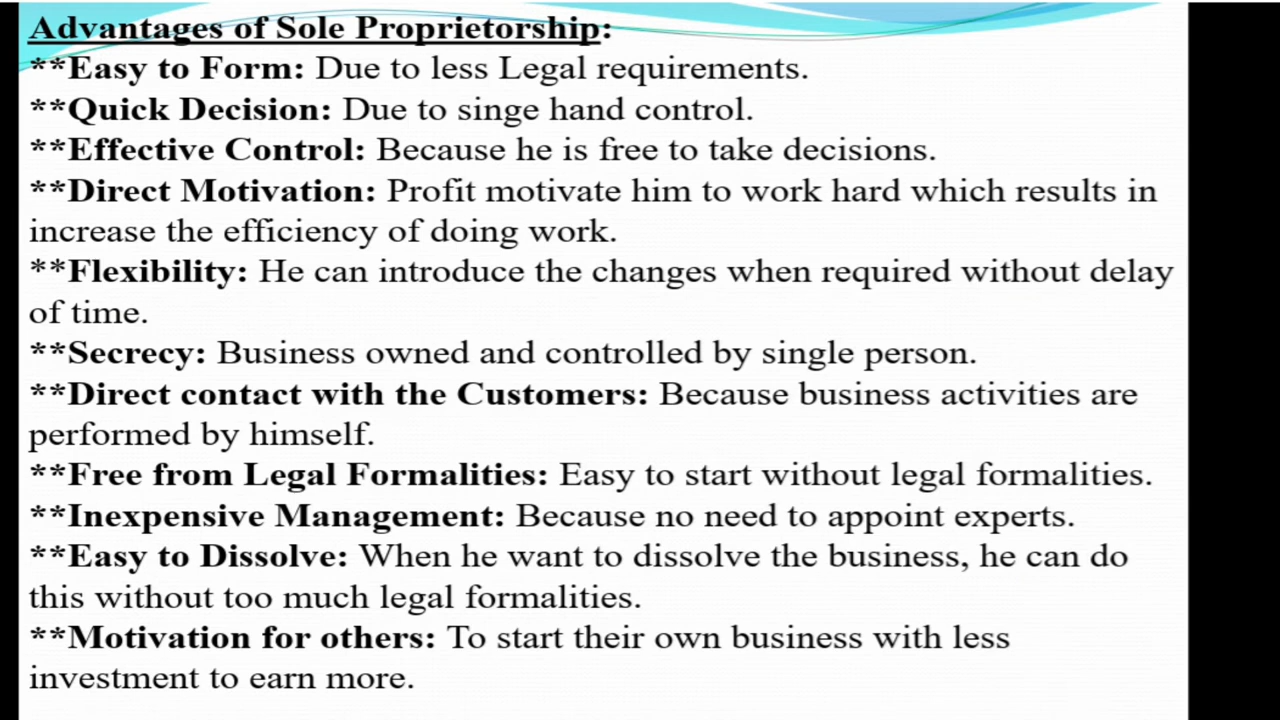 Advantages of Sole Proprietorship:
**Easy to Form: Due to less Legal requirements.
**Quick Decision: Due to singe hand control.
**Effective Control: Because he is free to take decisions.
**Direct Motivation: Profit motivate him to work hard which results in
increase the efficiency of doing work.
**Flexibility: He can introduce the changes when required without delay
of time.
**Secrecy: Business owned and controlled by single person.
**Direct contact with the Customers: Because business activities are
performed by himself.
**Free from Legal Formalities: Easy to start without legal formalities.
**Inexpensive Management: Because no need to appoint experts.
**Easy to Dissolve: When he want to dissolve the business, he can do
this without too much legal formalities.
**Motivation for others: To start their own business with less
investment to earn more.